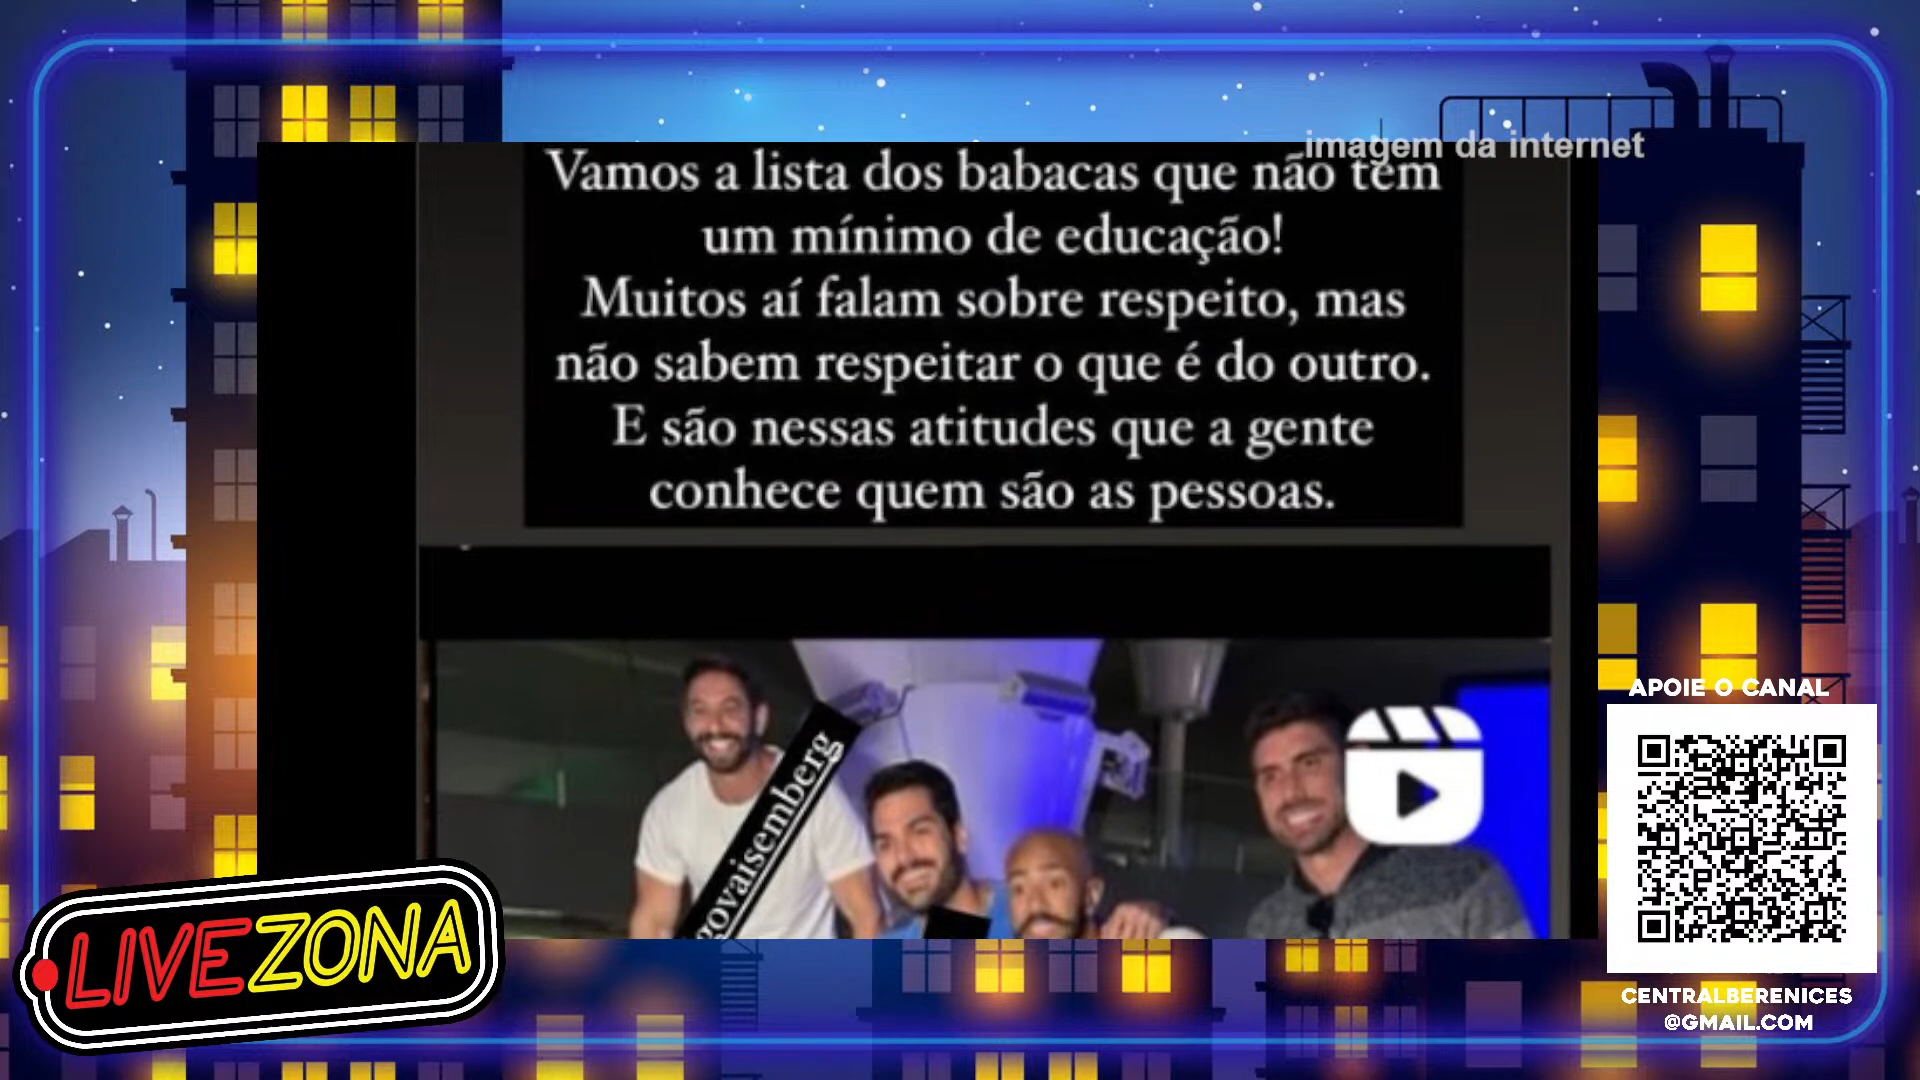 imagem da internet
Vamos a lista dos babacas que não tem
um mínimo de educação!
Muitos aí falam sobre respeito, mas
não sabem respeitar o que é do outro.
E são nessas atitudes que a gente
conhece quem são as pessoas.
govaisemberg
APOIE O CANAL
LIVEZONA
CENTRALBERENICES
@GMAIL.COM